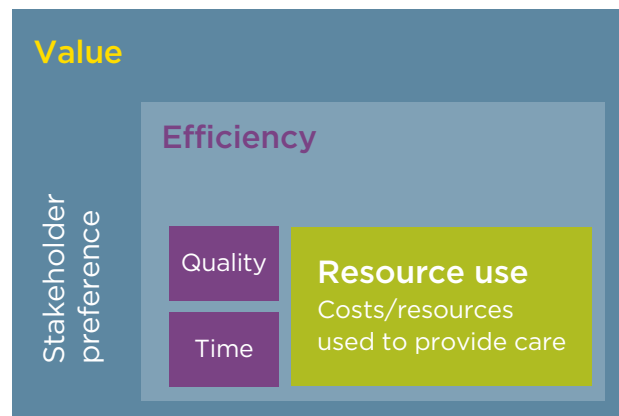 Value
Stakeholder
preference
Efficiency
Quality
Time
Resource use
Costs/resources
used to provide care